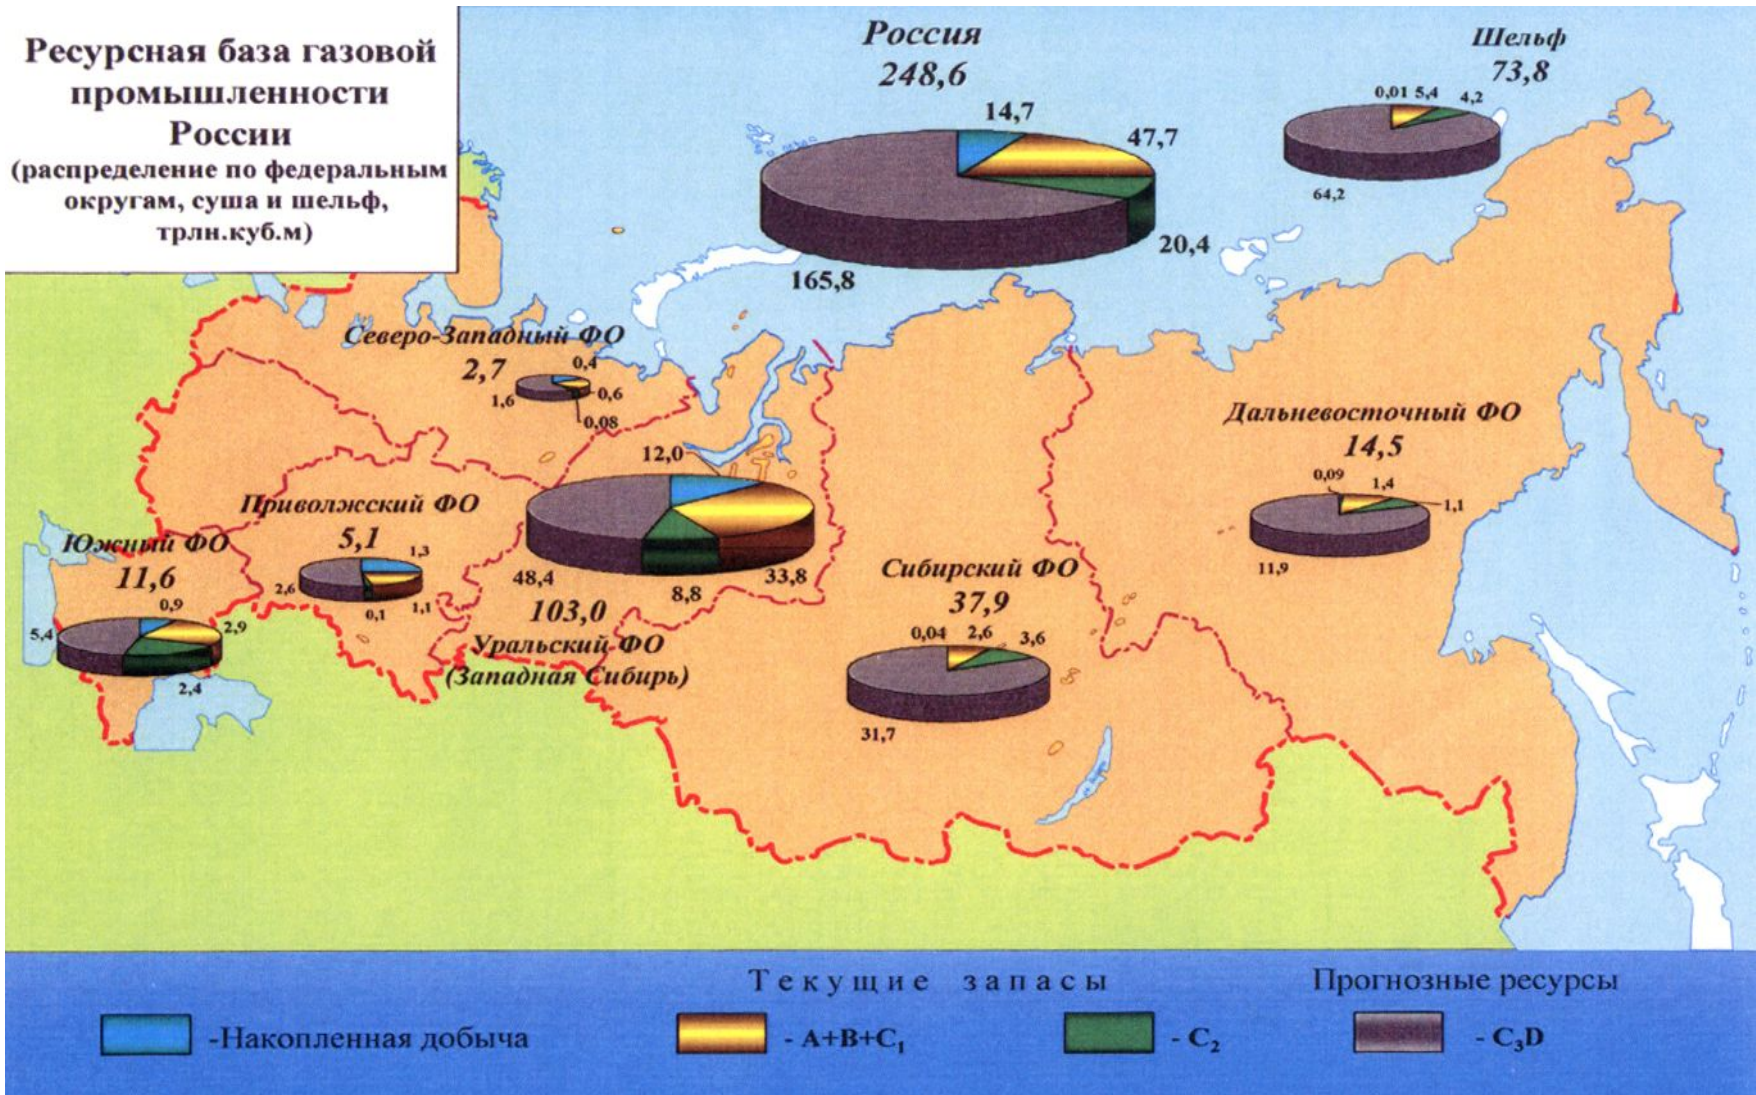 Ресурсная база газовой
промышленности
России
(распределение по федеральным
округам, суша и шельф,
трлн.куб.м)
Россия
248,6
14,7
47,7
20,4
165,8
Шельф
73,8
0,01 5,4 4,2
64,2
Северо-Западный ФО
2,7
0,4
0,6
0,08
1,6
Дальневосточный ФО
14,5
0,09
1,4
1,1
11,9
Приволжский ФО
5,1
1,3
1,1
0,1
2,6
Южный ФО
11,6
0,9
2,9
2,4
5,4
12,0
33,8
8,8
48,4
103,0
Уральский ФО
(Западная Сибирь)
Сибирский ФО
37,9
0,04 2,6 3,6
31,7
Текущие запасы
Прогнозные ресурсы
-Накопленная добыча
- А+В+С₁
- С₂
- С₃D